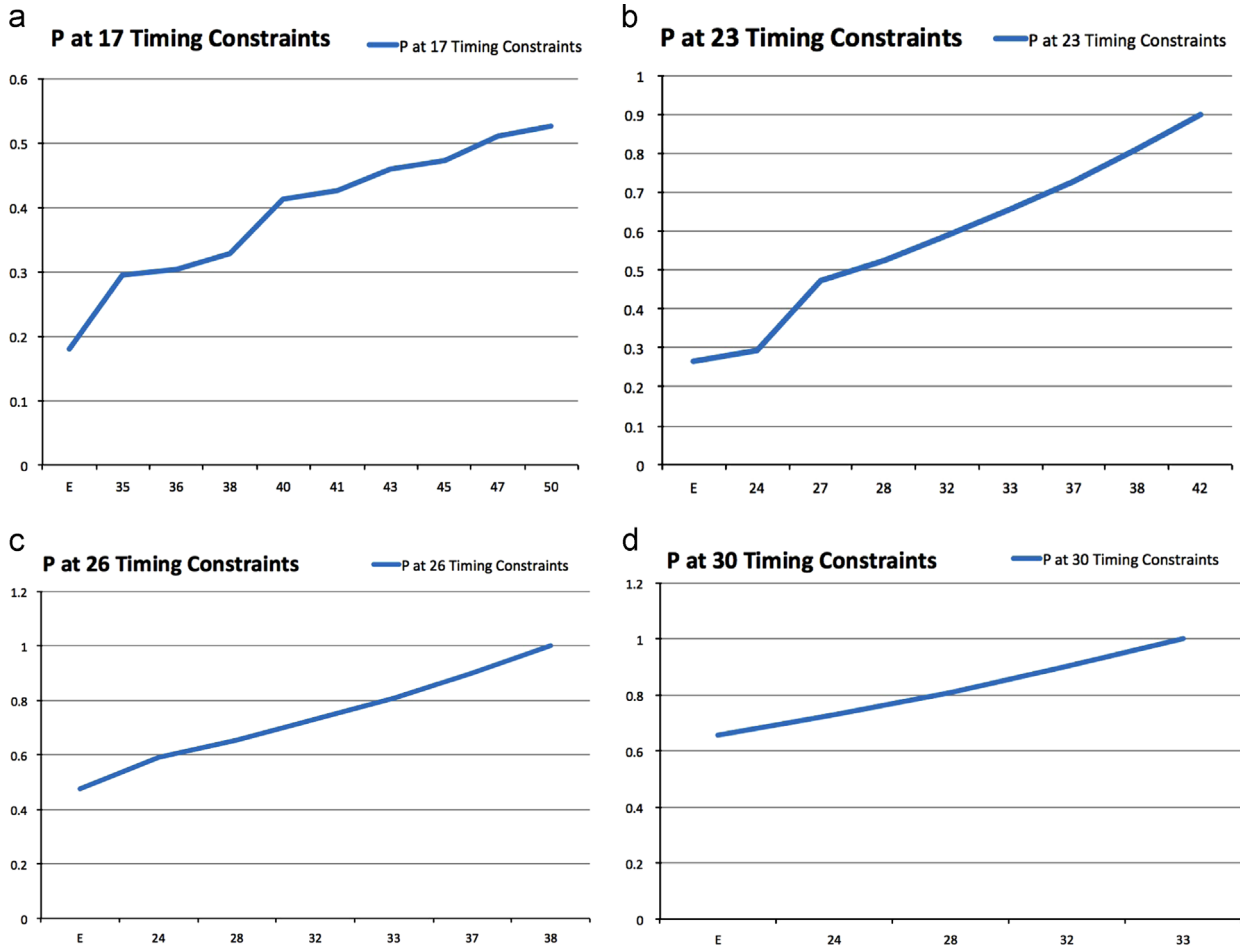 a
P at 17 Timing Constraints
P at 17 Timing Constraints
0.6
0.5
0.4
0.3
0.2
0.1
0
E 35 36 38 40 41 43 45 47 50
b
P at 23 Timing Constraints
P at 23 Timing Constraints
1
0.9
0.8
0.7
0.6
0.5
0.4
0.3
0.2
0.1
0
E 24 27 28 32 33 37 38 42
c
P at 26 Timing Constraints
P at 26 Timing Constraints
1.2
1
0.8
0.6
0.4
0.2
0
E 24 28 32 33 37 38
d
P at 30 Timing Constraints
P at 30 Timing Constraints
1.2
1
0.8
0.6
0.4
0.2
0
E 24 28 32 33